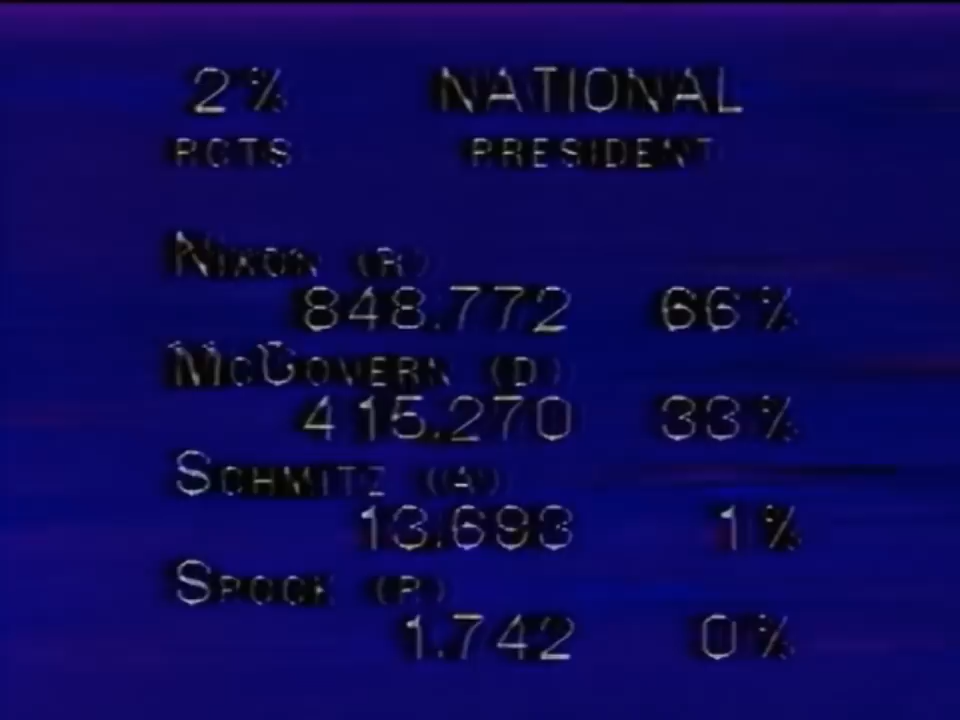 2% NATIONAL
PCTS PRESIDENT
NIXON (R)
848,772 66%
MCGOVERN (D)
415,270 33%
SCHMITZ (A)
13,693 1%
SPOCK (P)
1,742 0%